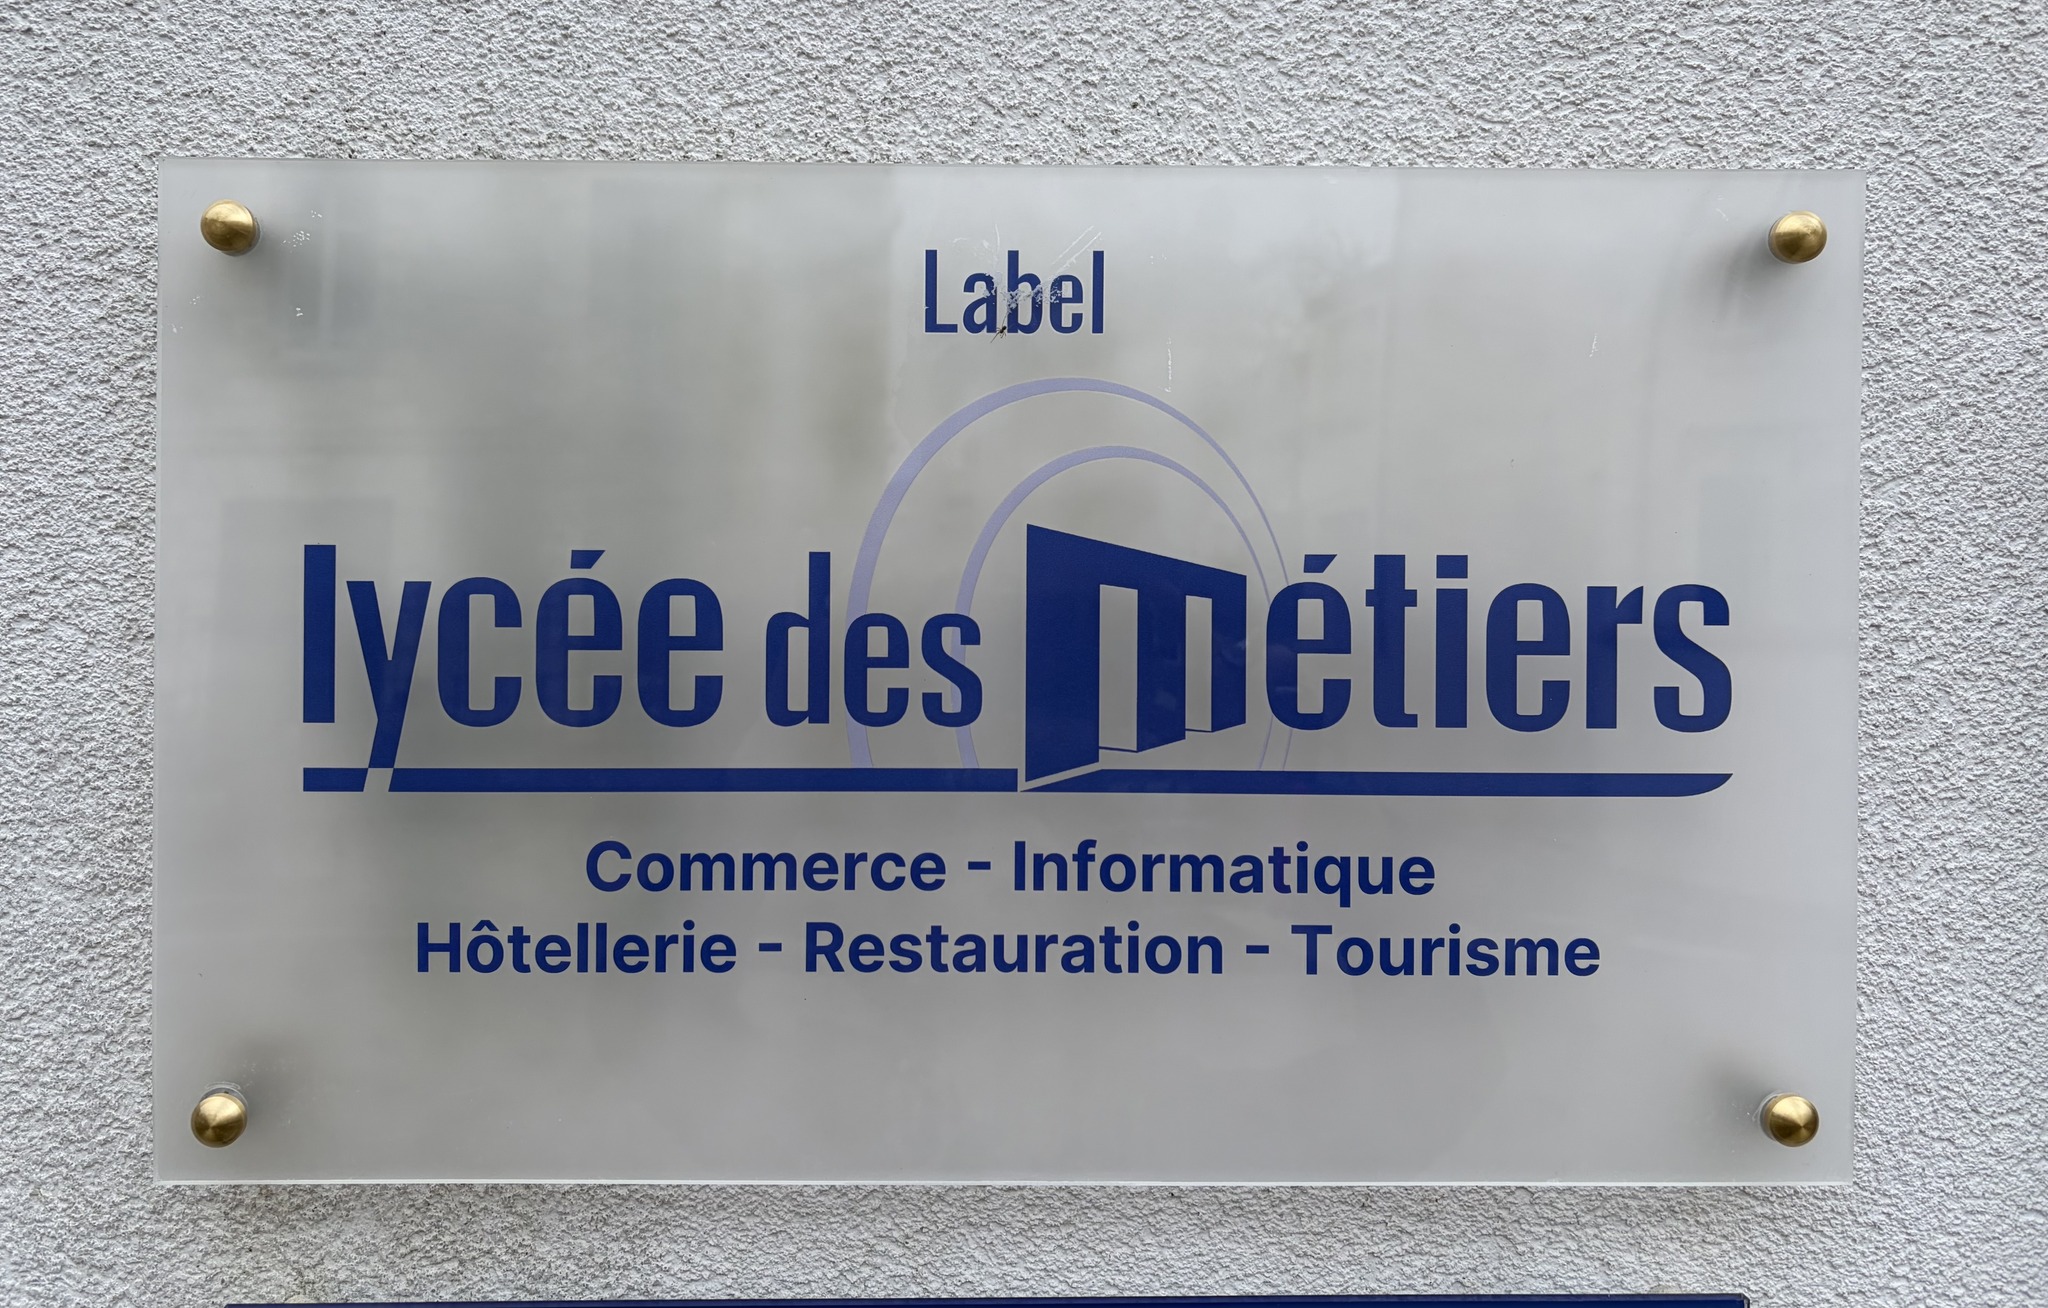 Label
lycée des métiers
Commerce - Informatique
Hôtellerie - Restauration - Tourisme